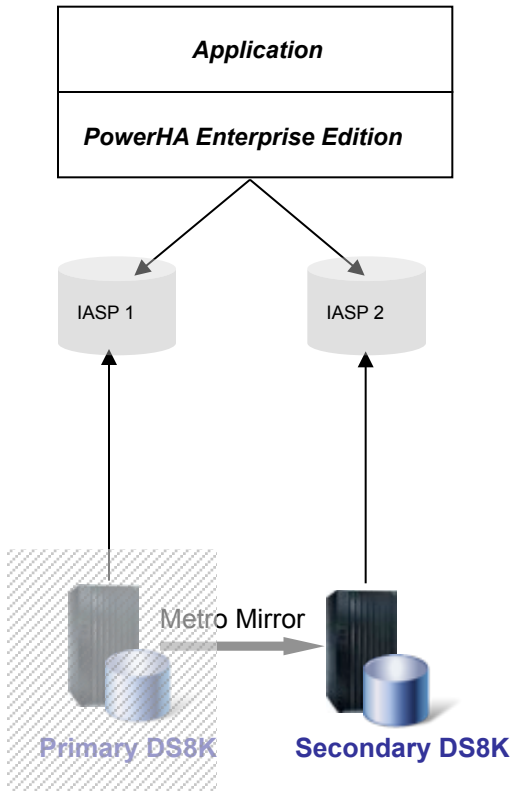 Application
PowerHA Enterprise Edition
IASP 1
IASP 2
Metro Mirror
Primary DS8K
Secondary DS8K